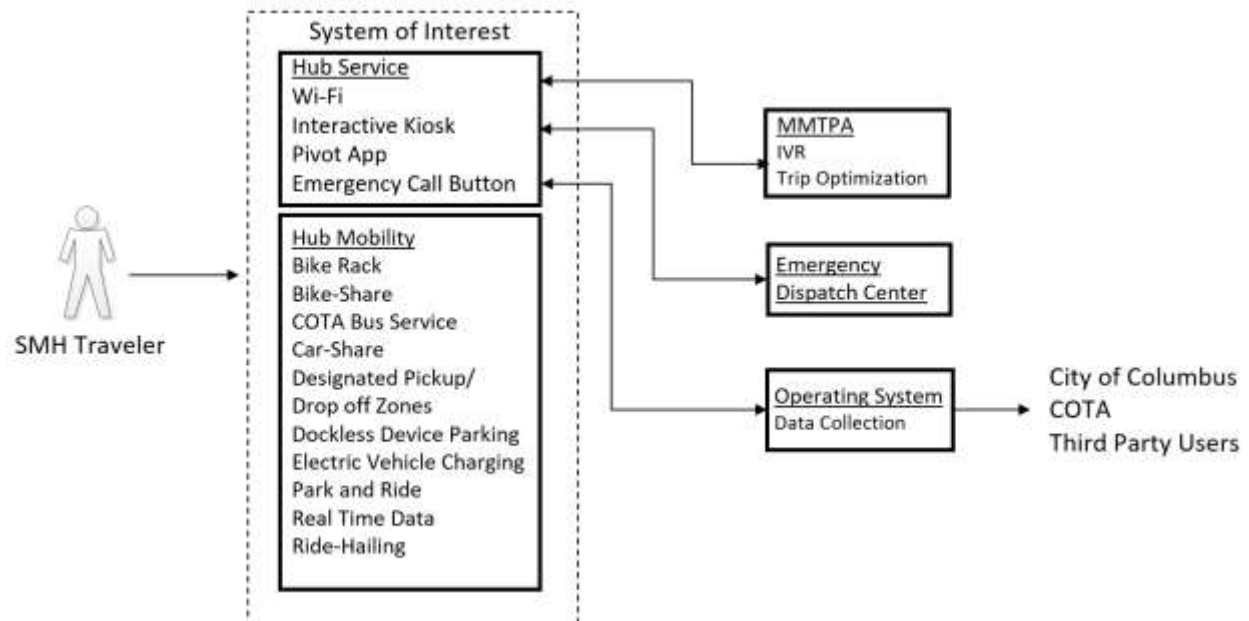 System of Interest
Hub Service
Wi-Fi
Interactive Kiosk
Pivot App
Emergency Call Button
Hub Mobility
Bike Rack
Bike-Share
COTA Bus Service
Car-Share
Designated Pickup/
Drop off Zones
Dockless Device Parking
Electric Vehicle Charging
Park and Ride
Real Time Data
Ride-Hailing
SMH Traveler
MMTPA
IVR
Trip Optimization
Emergency
Dispatch Center
Operating System
Data Collection
City of Columbus
COTA
Third Party Users